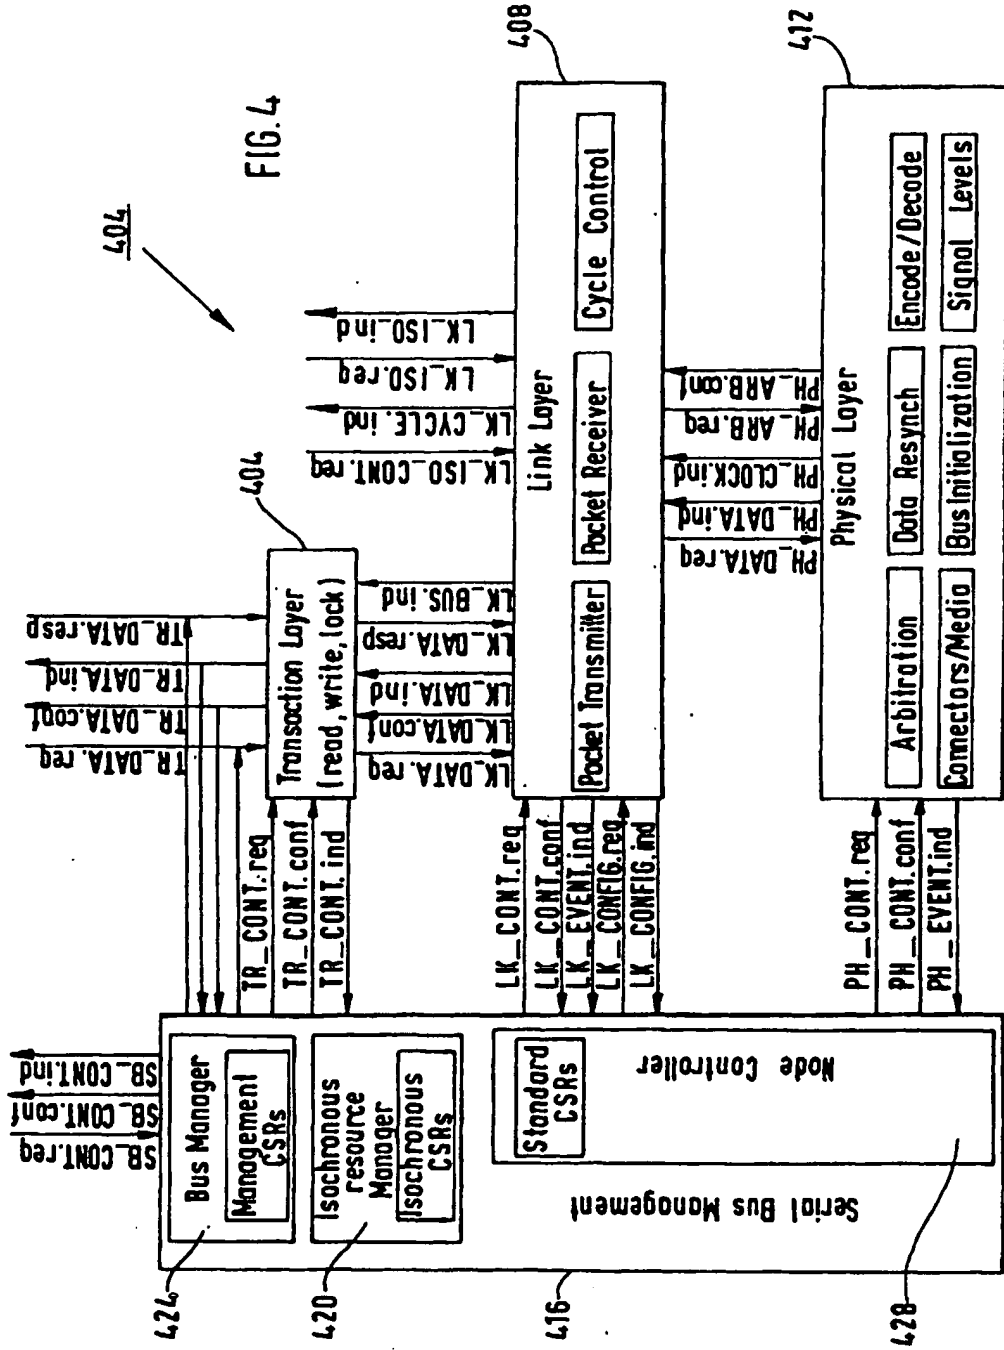 FIG.4
404
SB_CONT.req
SB_CONT.conf
SB_CONT.ind
TR_DATA.req
TR_DATA.conf
TR_DATA.ind
TR_DATA.resp
424
Bus Manager
Management
CSRs
420
Isochronous
resource
Manager
Isochronous
CSRs
416
Serial Bus Management
428
Node Controller
Standard
CSRs
TR_CONT.req
TR_CONT.conf
TR_CONT.ind
404
Transaction Layer
(read, write, lock)
LK_DATA.req
LK_DATA.conf
LK_DATA.ind
LK_DATA.resp
LK_BUS.ind
LK_ISO_CONT.req
LK_CYCLE.ind
LK_ISO.req
LK_ISO.ind
LK_CONT.req
LK_CONT.conf
LK_EVENT.ind
LK_CONFIG.req
LK_CONFIG.ind
408
Link Layer
Pocket Transmitter
Pocket Receiver
Cycle Control
PH_DATA.req
PH_DATA.ind
PH_CLOCK.ind
PH_ARB.req
PH_ARB.conf
PH_CONT.req
PH_CONT.conf
PH_EVENT.ind
412
Physical Layer
Arbitration
Data Resynch
Encode/Decode
Connectors/Media
Bus Initialization
Signal Levels